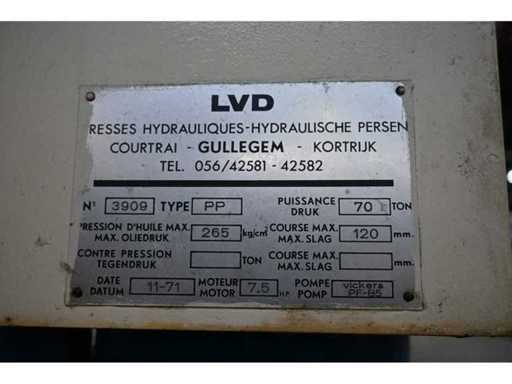 LVD
RESSES HYDRAULIQUES-HYDRAULISCHE PERSEN
COURTRAI - GULLEGEM - KORTRIJK
TEL. 056/42581 - 42582
N° 3909 TYPE PP PUISSANCE DRUK 70 TON
PRESSION D'HUILE MAX. MAX. OLIEDRUK 265 kg/cm² COURSE MAX. MAX. SLAG 120 mm.
CONTRE PRESSION TEGENDRUK TON COURSE MAX. MAX. SLAG mm.
DATE DATUM 11-71 MOTEUR MOTOR 7.5 H.P. POMPE POMP vickers PF-B5